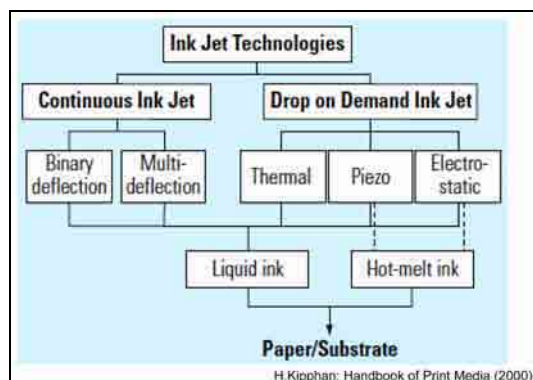 Ink Jet Technologies
Continuous Ink Jet
Drop on Demand Ink Jet
Binary
deflection
Multi-
deflection
Thermal
Piezo
Electro-
static
Liquid ink
Hot-melt ink
Paper/Substrate
H.Kipphan: Handbook of Print Media (2000)